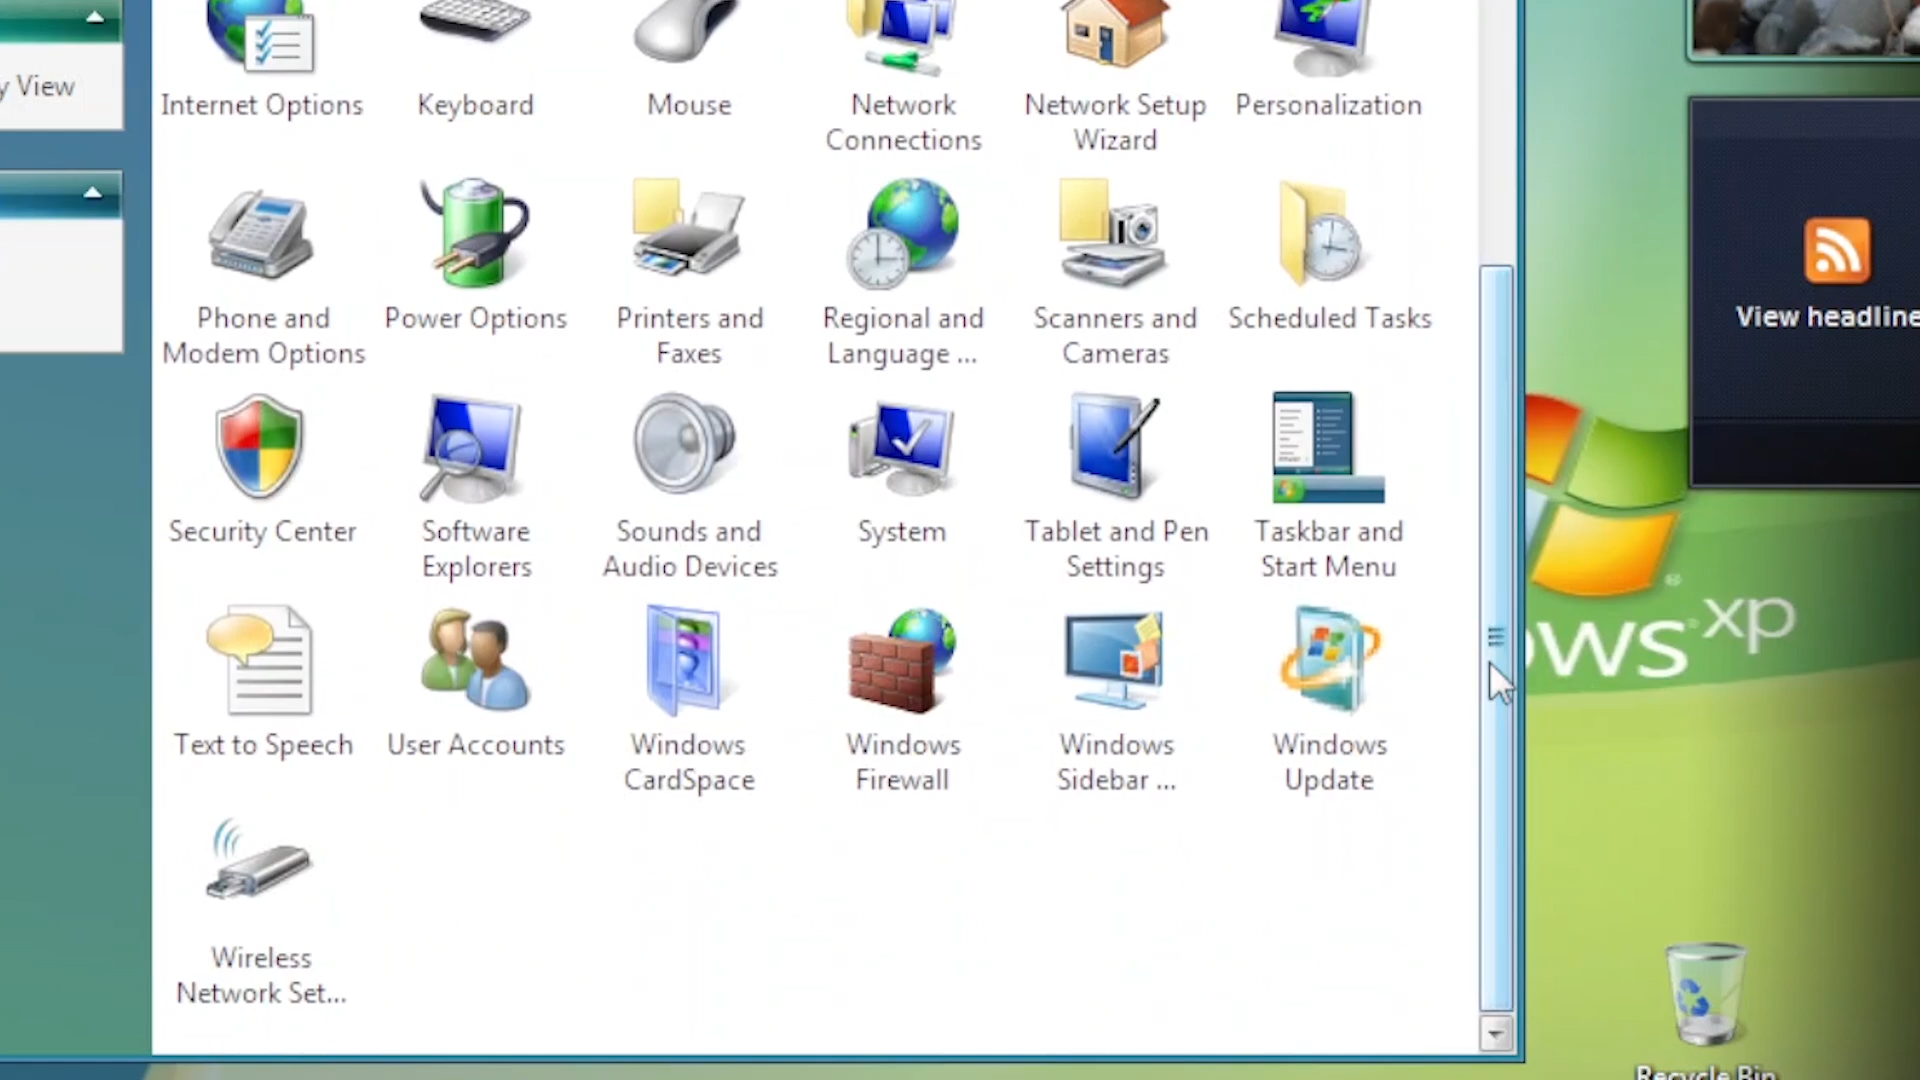 y View
Internet Options
Keyboard
Mouse
Network
Connections
Network Setup
Wizard
Personalization
Phone and
Modem Options
Power Options
Printers and
Faxes
Regional and
Language ...
Scanners and
Cameras
Scheduled Tasks
Security Center
Software
Explorers
Sounds and
Audio Devices
System
Tablet and Pen
Settings
Taskbar and
Start Menu
Text to Speech
User Accounts
Windows
CardSpace
Windows
Firewall
Windows
Sidebar ...
Windows
Update
Wireless
Network Set...
View headline
ows® xp
Recycle Bin